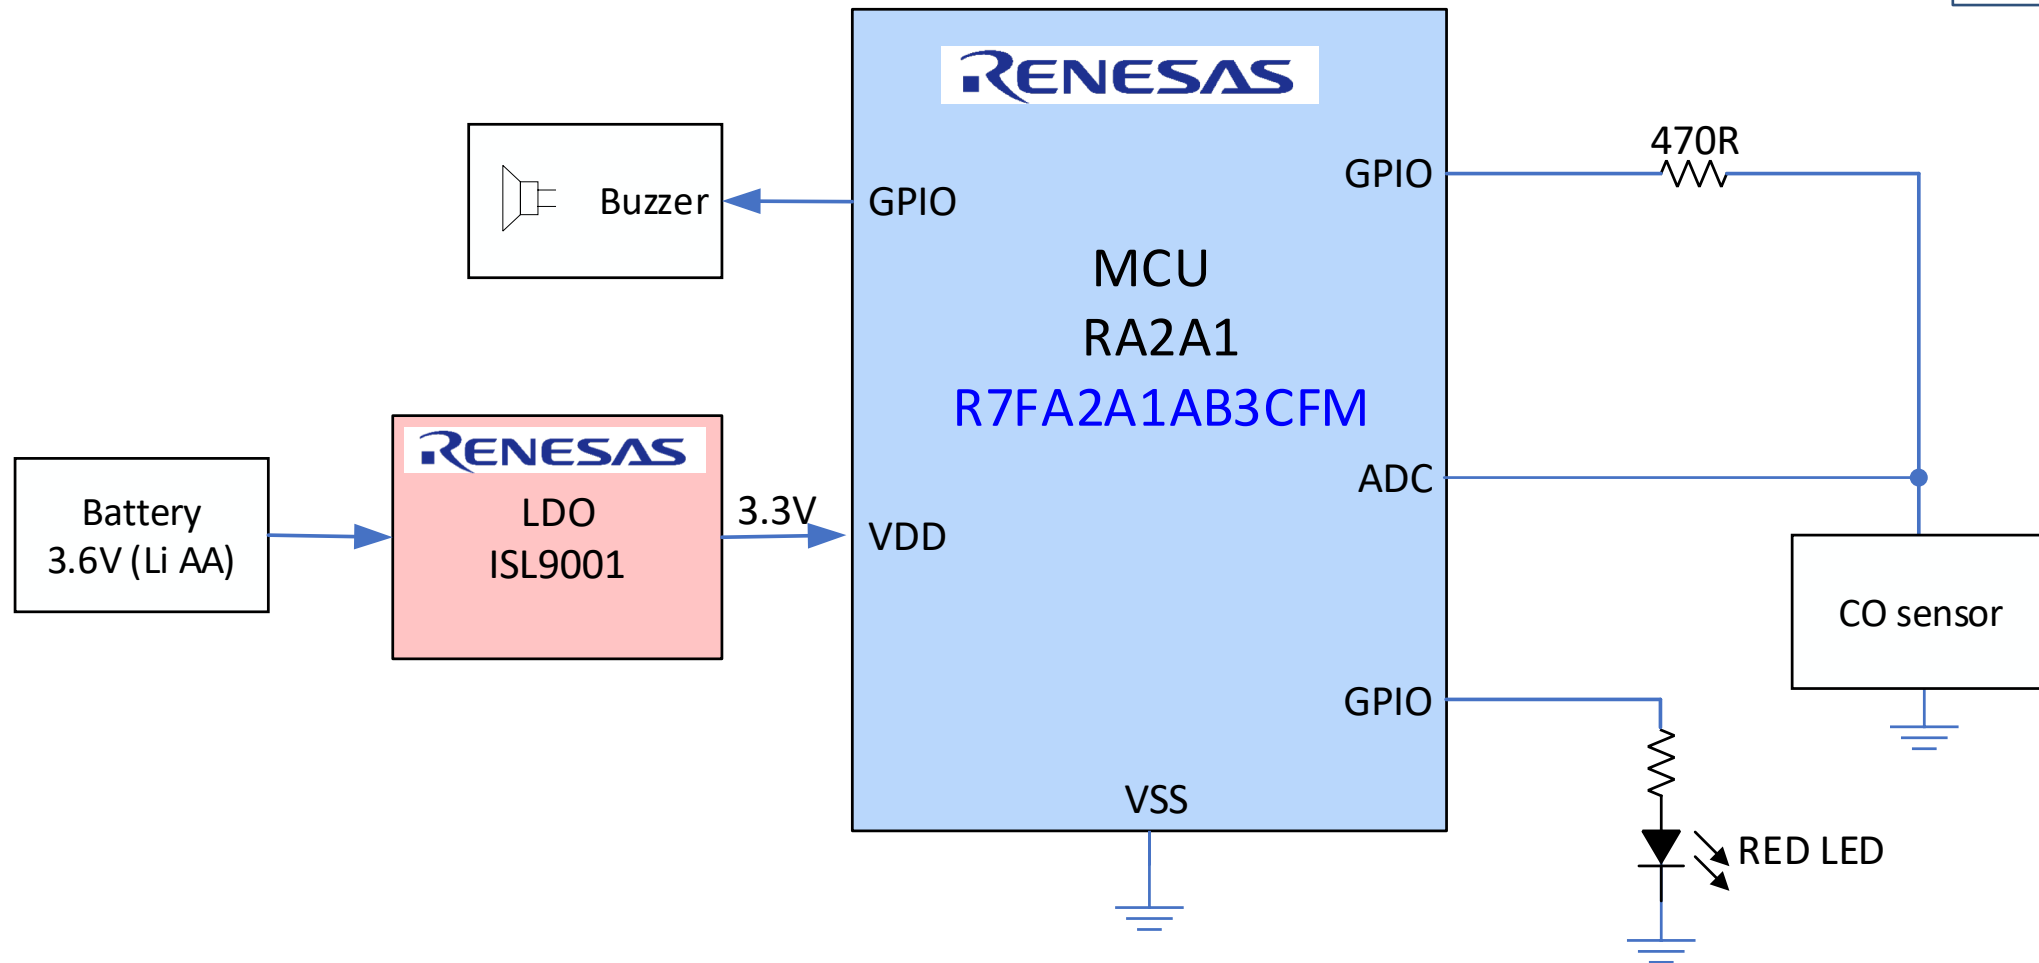 RENESAS
470R
GPIO
Buzzer
GPIO
MCU
RA2A1
R7FA2A1AB3CFM
RENESAS
Battery
3.6V (Li AA)
LDO
ISL9001
3.3V
VDD
ADC
CO sensor
GPIO
VSS
RED LED